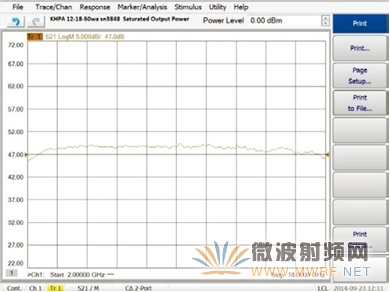 File Trace/Chan Response Marker/Analysis Stimulus Utility Help
KHPA 12-18-50wa sn3848 Saturated Output Power
Power Level 0.00 dBm
Print
Tr 1 S21 LogM 5.000dB/ 47.0dB
72.00
67.00
62.00
57.00
52.00
47.00
42.00
37.00
32.00
27.00
22.00
Print...
Page
Setup...
Print
to File...
Print
1
>Ch1: Start 2.00000 GHz
微波射频网
WWW.MWRF.NET
Cont. Ch 1 Tr 1 S21 / M CΔ 2-Port LCL 2014-09-23 12:11